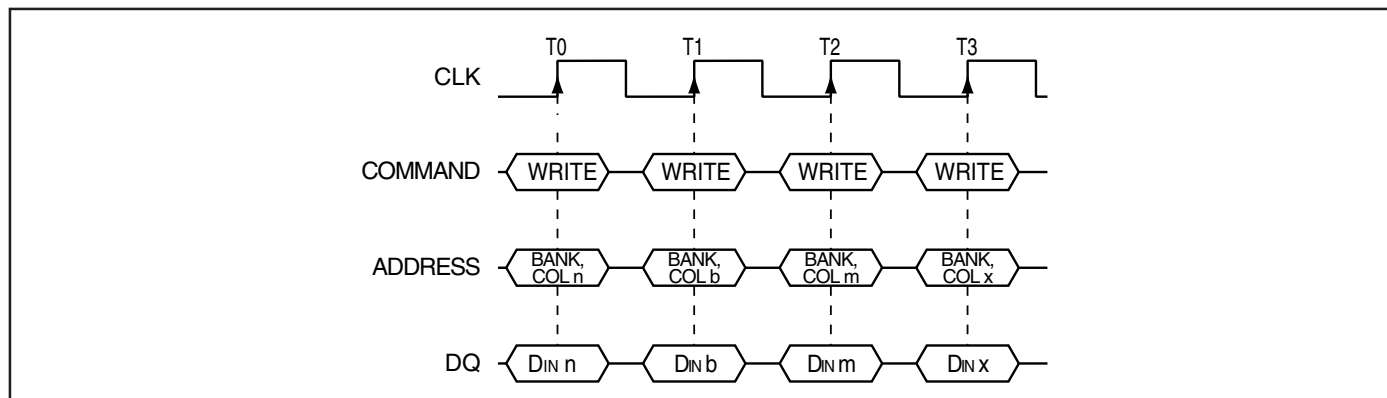 T0 T1 T2 T3
CLK
COMMAND WRITE WRITE WRITE WRITE
ADDRESS BANK, COL n BANK, COL b BANK, COL m BANK, COL x
DQ DIN n DIN b DIN m DIN x